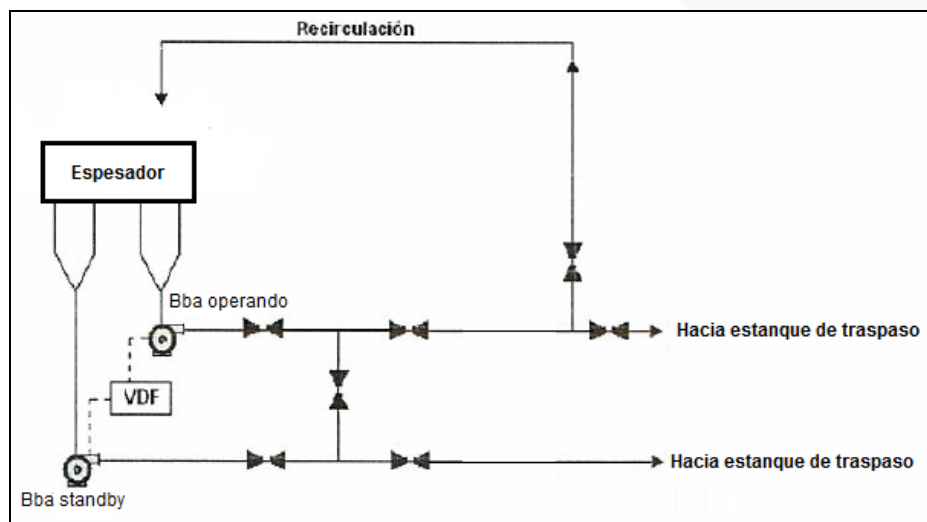 Recirculación
Espesador
Bba operando
Hacia estanque de traspaso
VDF
Hacia estanque de traspaso
Bba standby